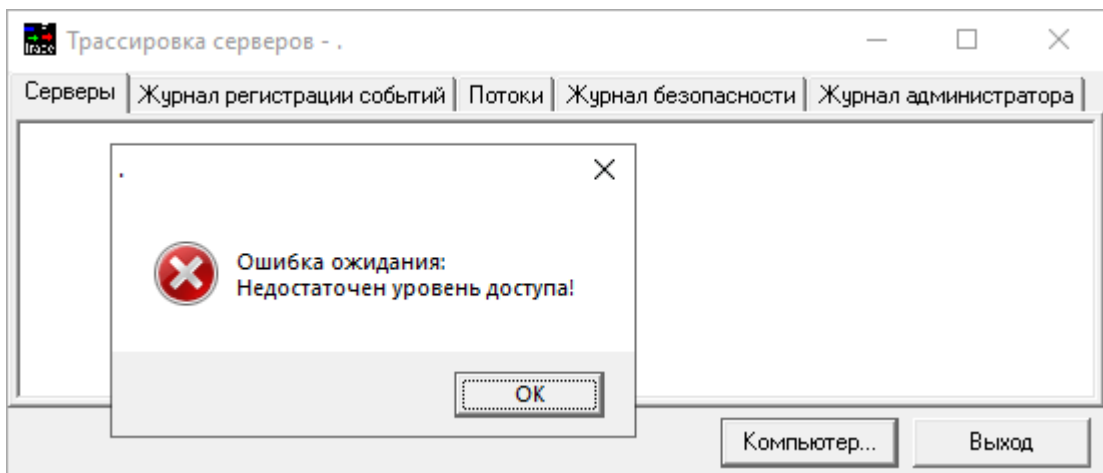 Trace
Трассировка серверов - .
Серверы
Журнал регистрации событий
Потоки
Журнал безопасности
Журнал администратора
.
Ошибка ожидания:
Недостаточен уровень доступа!
OK
Компьютер...
Выход